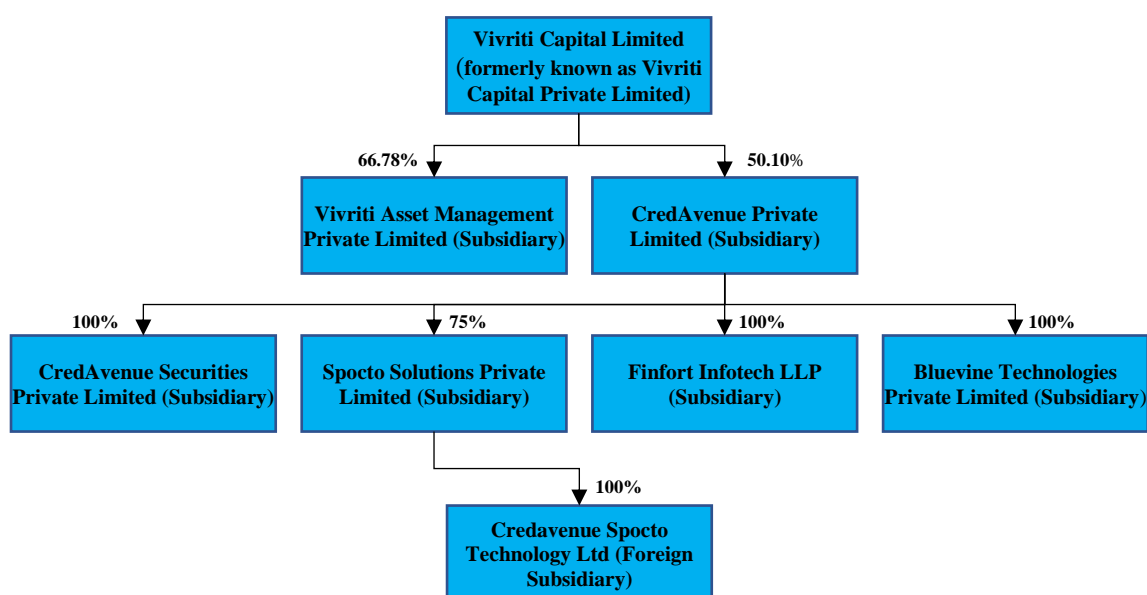 Vivriti Capital Limited
(formerly known as Vivriti
Capital Private Limited)
66.78%
50.10%
Vivriti Asset Management
Private Limited (Subsidiary)
CredAvenue Private
Limited (Subsidiary)
100%
75%
100%
100%
CredAvenue Securities
Private Limited (Subsidiary)
Spocto Solutions Private
Limited (Subsidiary)
Finfort Infotech LLP
(Subsidiary)
Bluevine Technologies
Private Limited (Subsidiary)
100%
Credavenue Spocto
Technology Ltd (Foreign
Subsidiary)